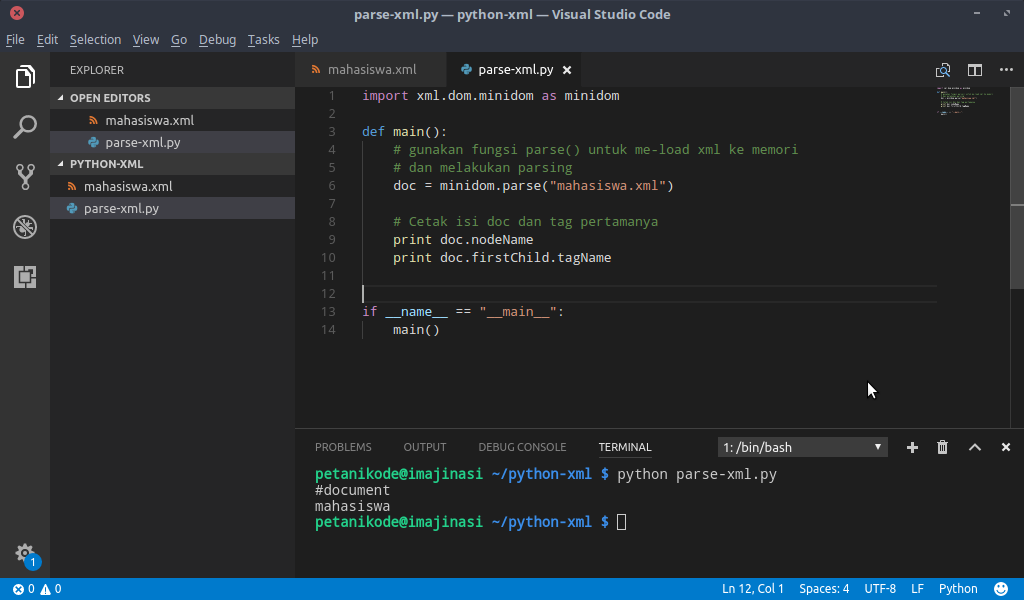 parse-xml.py — python-xml — Visual Studio Code
File Edit Selection View Go Debug Tasks Help
EXPLORER
OPEN EDITORS
mahasiswa.xml
parse-xml.py
PYTHON-XML
mahasiswa.xml
parse-xml.py
1
mahasiswa.xml parse-xml.py
1 import xml.dom.minidom as minidom
2
3 def main():
4 # gunakan fungsi parse() untuk me-load xml ke memori
5 # dan melakukan parsing
6 doc = minidom.parse("mahasiswa.xml")
7
8 # Cetak isi doc dan tag pertamanya
9 print doc.nodeName
10 print doc.firstChild.tagName
11
12
13 if __name__ == "__main__":
14 main()
PROBLEMS OUTPUT DEBUG CONSOLE TERMINAL 1: /bin/bash
petanikode@imajinasi ~/python-xml $ python parse-xml.py
#document
mahasiswa
petanikode@imajinasi ~/python-xml $
0 0 Ln 12, Col 1 Spaces: 4 UTF-8 LF Python